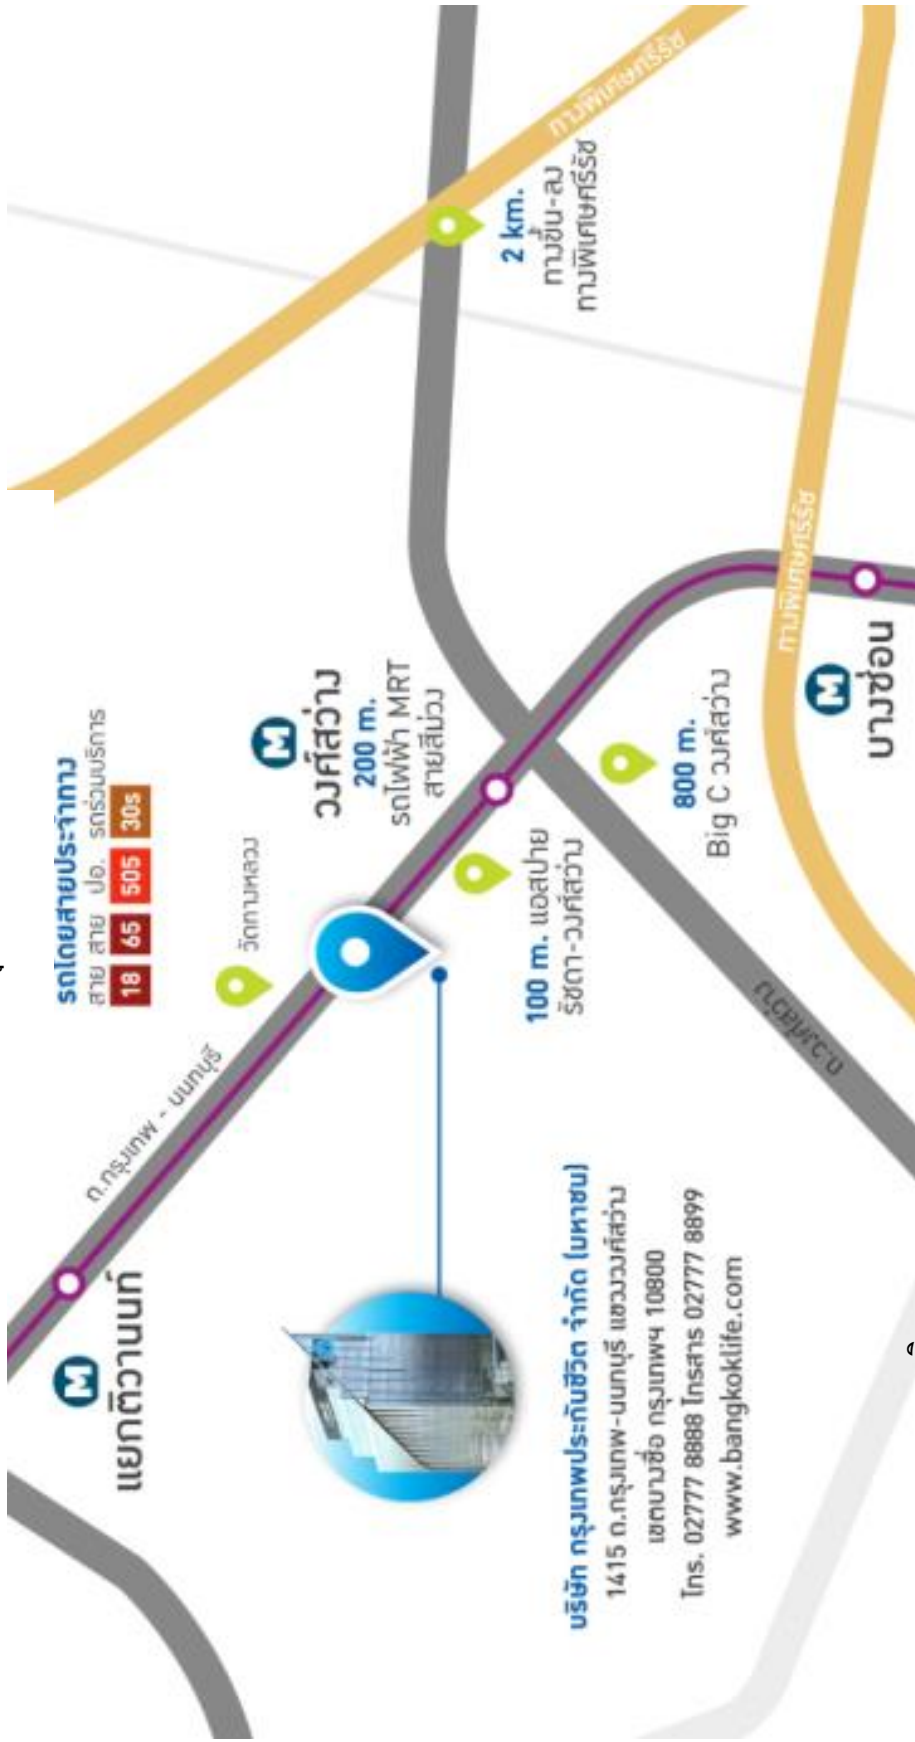 แยกติวานนท์
ถ.กรุงเทพ - นนทบุรี
รถโดยสายประจำทาง
สาย สาย ปอ. รถร่วมบริการ
18 65 505 30s
วัดทางหลวง
วงศ์สว่าง
200 m.
รถไฟฟ้า MRT
สายสีม่วง
100 m. แอสปาย
รัชดา-วงศ์สว่าง
800 m.
Big C วงศ์สว่าง
ถ.วงศ์สว่าง
บางซ่อน
ทางพิเศษศรีรัช
2 km.
ทางขึ้น-ลง
ทางพิเศษศรีรัช
ทางพิเศษศรีรัช
บริษัท กรุงเทพประกันชีวิต จำกัด (มหาชน)
1415 ถ.กรุงเทพ-นนทบุรี แขวงวงศ์สว่าง
เขตบางซื่อ กรุงเทพฯ 10800
โทร. 02777 8888 โทรสาร 02777 8899
www.bangkoklife.com